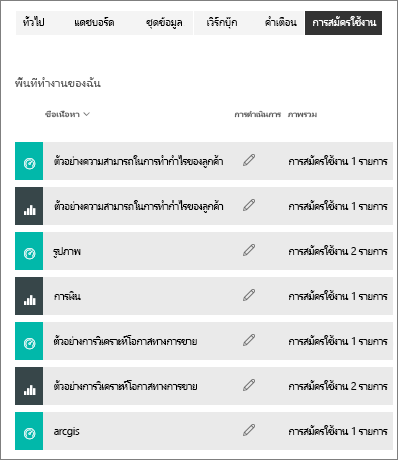 ทั่วไป แดชบอร์ด ชุดข้อมูล เวิร์กบุ๊ก คำเตือน การสมัครใช้งาน
พื้นที่ทำงานของฉัน
ชื่อเนื้อหา การดำเนินการ ภาพรวม
ตัวอย่างความสามารถในการทำกำไรของลูกค้า การสมัครใช้งาน 1 รายการ
ตัวอย่างความสามารถในการทำกำไรของลูกค้า การสมัครใช้งาน 1 รายการ
รูปภาพ การสมัครใช้งาน 2 รายการ
การเงิน การสมัครใช้งาน 1 รายการ
ตัวอย่างการวิเคราะห์โอกาสทางการขาย การสมัครใช้งาน 1 รายการ
ตัวอย่างการวิเคราะห์โอกาสทางการขาย การสมัครใช้งาน 2 รายการ
arcgis การสมัครใช้งาน 1 รายการ